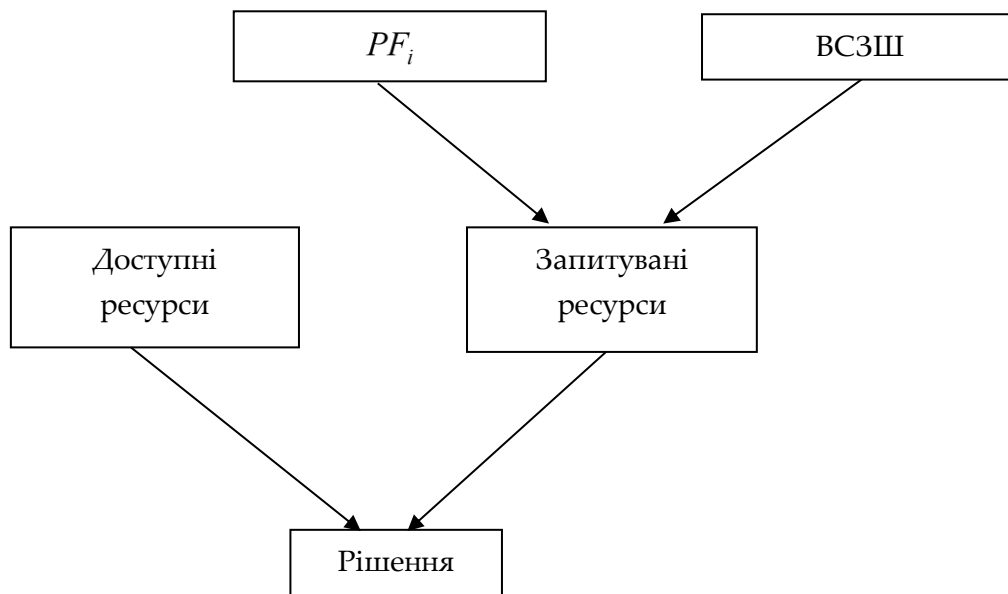 PF_i
ВСЗШ
Доступні
ресурси
Запитувані
ресурси
Рішення